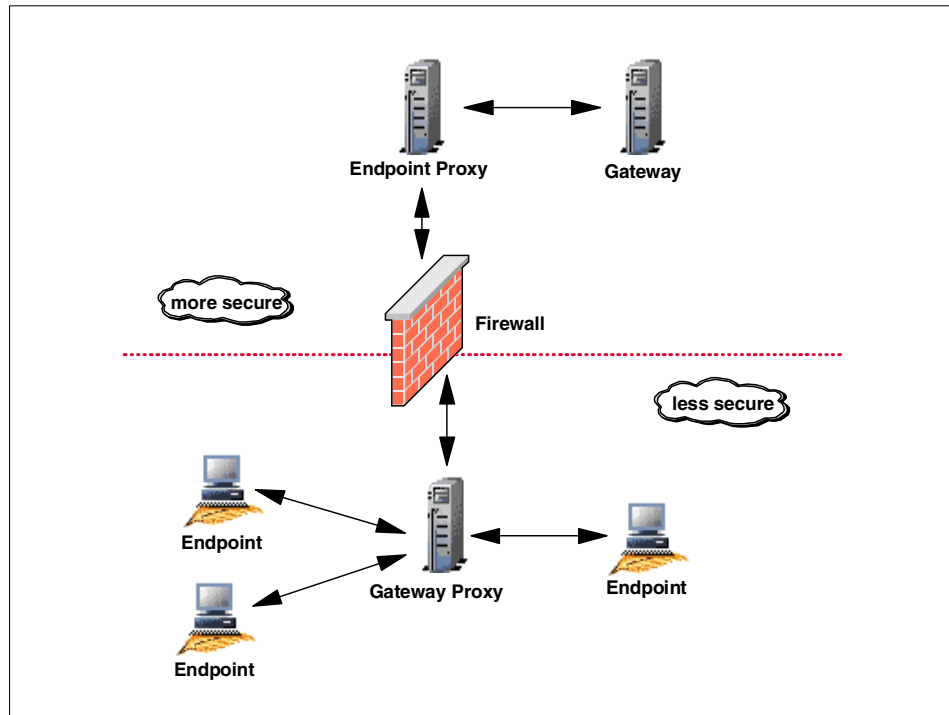 Endpoint Proxy
Gateway
more secure
Firewall
less secure
Endpoint
Gateway Proxy
Endpoint
Endpoint